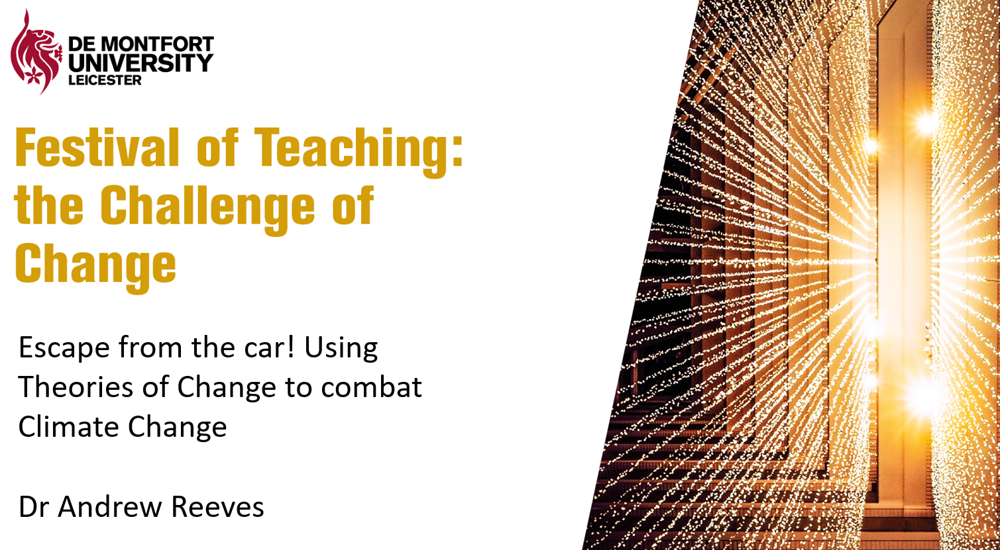 DE MONTFORT
UNIVERSITY
LEICESTER
Festival of Teaching:
the Challenge of
Change
Escape from the car! Using
Theories of Change to combat
Climate Change
Dr Andrew Reeves